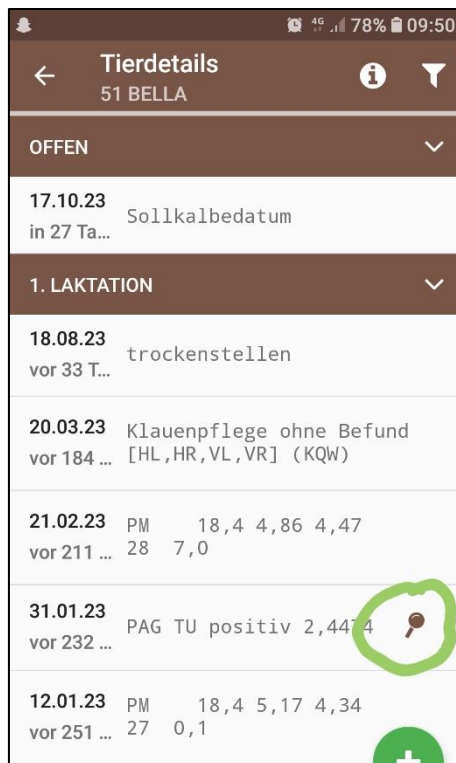 4G 78% 09:50
Tierdetails
51 BELLA
OFFEN
17.10.23
in 27 Ta...
Sollkalbedatum
1. LAKTATION
18.08.23
vor 33 T...
trockenstellen
20.03.23
vor 184 ...
Klauenpflege ohne Befund
[HL,HR,VL,VR] (KQW)
21.02.23
vor 211 ...
PM 18,4 4,86 4,47
28 7,0
31.01.23
vor 232 ...
PAG TU positiv 2,4474
12.01.23
vor 251 ...
PM 18,4 5,17 4,34
27 0,1